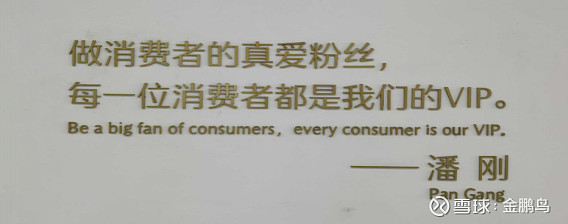 做消费者的真爱粉丝，
每一位消费者都是我们的VIP。
Be a big fan of consumers, every consumer is our VIP.
——潘 刚
Pan Gang
雪球：金鹏鸟